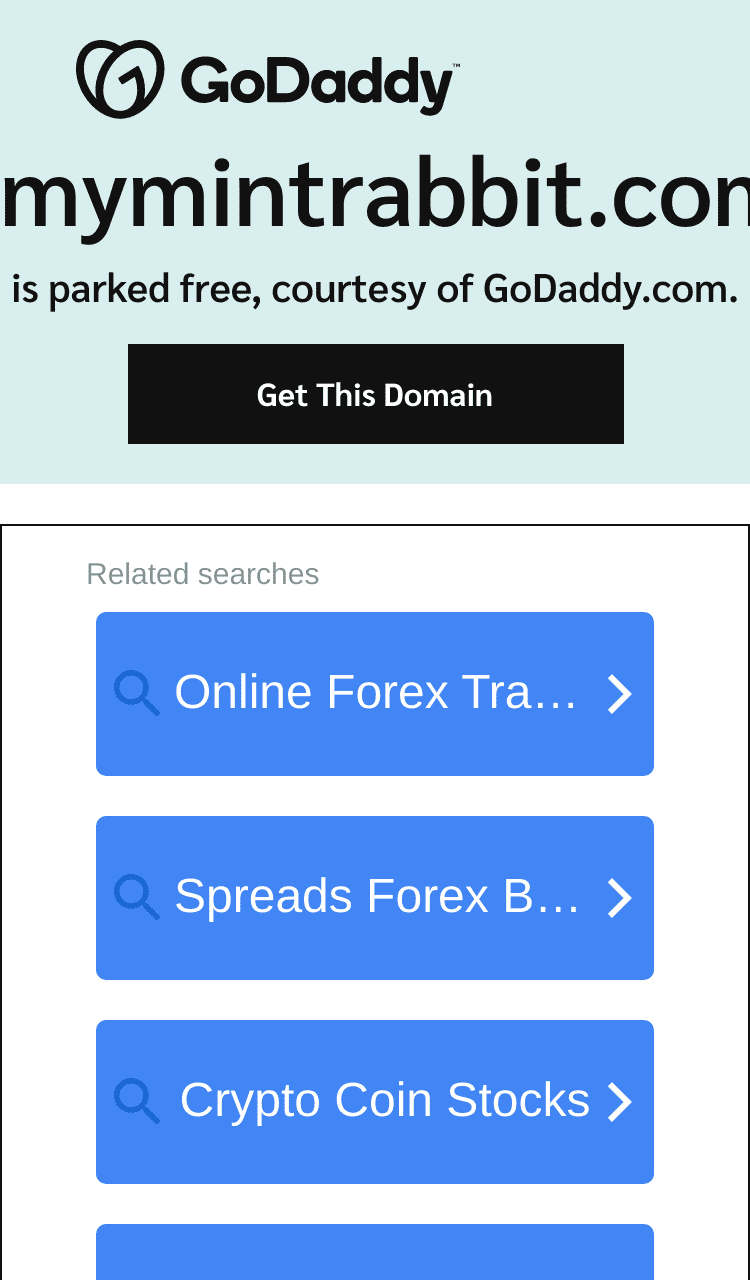 GoDaddy™
mymintrabbit.com
is parked free, courtesy of GoDaddy.com.
Get This Domain
Related searches
Online Forex Tra...
Spreads Forex B...
Crypto Coin Stocks